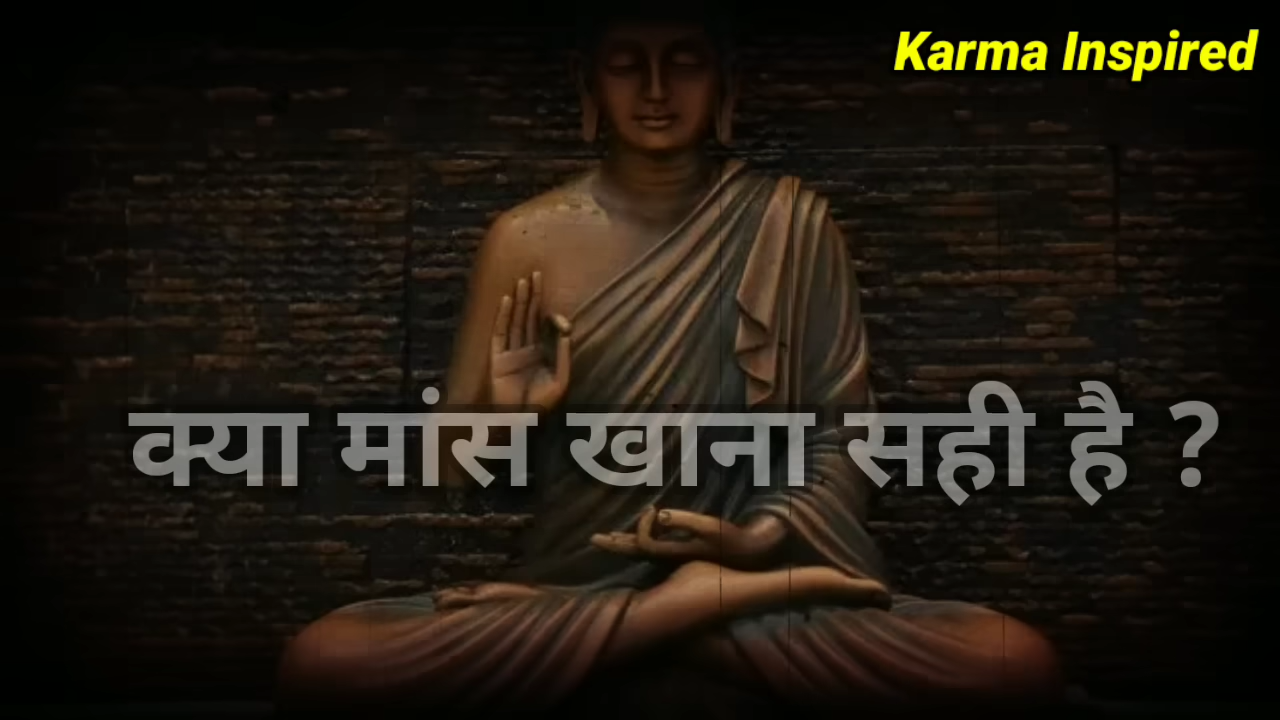 Karma Inspired
क्या मांस खाना सही है ?